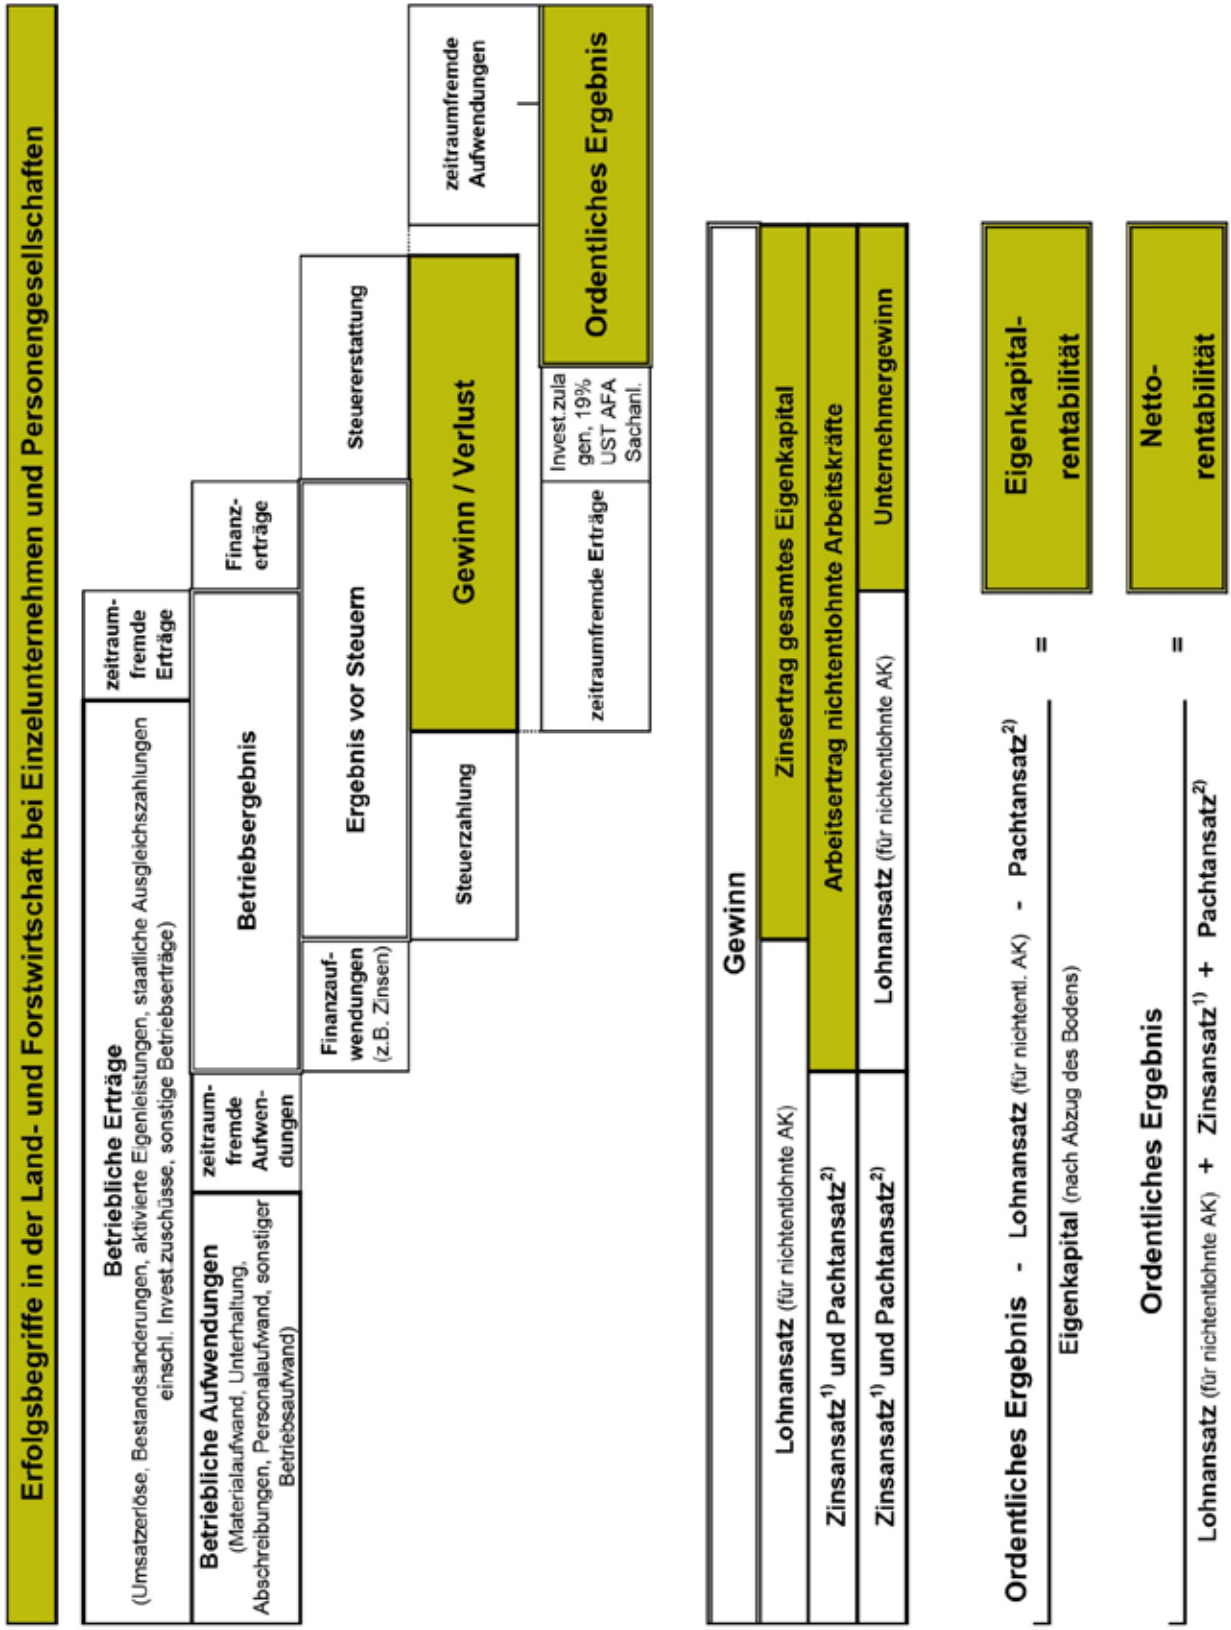 Erfolgsbegriffe in der Land- und Forstwirtschaft bei Einzelunternehmen und Personengesellschaften
Betriebliche Erträge
(Umsatzerlöse, Bestandsänderungen, aktivierte Eigenleistungen, staatliche Ausgleichszahlungen
einschl. Invest.zuschüsse, sonstige Betriebserträge)
zeitraum-
fremde
Erträge
Betriebliche Aufwendungen
(Materialaufwand, Unterhaltung,
Abschreibungen, Personalaufwand, sonstiger
Betriebsaufwand)
zeitraum-
fremde
Aufwen-
dungen
Betriebsergebnis
Finanz-
erträge
Finanzauf-
wendungen
(z.B. Zinsen)
Ergebnis vor Steuern
Steuererstattung
Steuerzahlung
Gewinn / Verlust
zeitraumfremde
Aufwendungen
zeitraumfremde Erträge
Invest.zula
gen, 19%
UST AFA
Sachanl.
Ordentliches Ergebnis
Gewinn
Lohnansatz (für nichtentlohnte AK)
Zinsertrag gesamtes Eigenkapital
Zinsansatz¹⁾ und Pachtansatz²⁾
Arbeitsertrag nichtentlohnte Arbeitskräfte
Zinsansatz¹⁾ und Pachtansatz²⁾
Lohnansatz (für nichtentlohnte AK)
Unternehmergewinn
Ordentliches Ergebnis - Lohnansatz (für nichtentl. AK) - Pachtansatz²⁾
Eigenkapital (nach Abzug des Bodens)
=
Eigenkapital-
rentabilität
Ordentliches Ergebnis
Lohnansatz (für nichtentlohnte AK) + Zinsansatz¹⁾ + Pachtansatz²⁾
=
Netto-
rentabilität